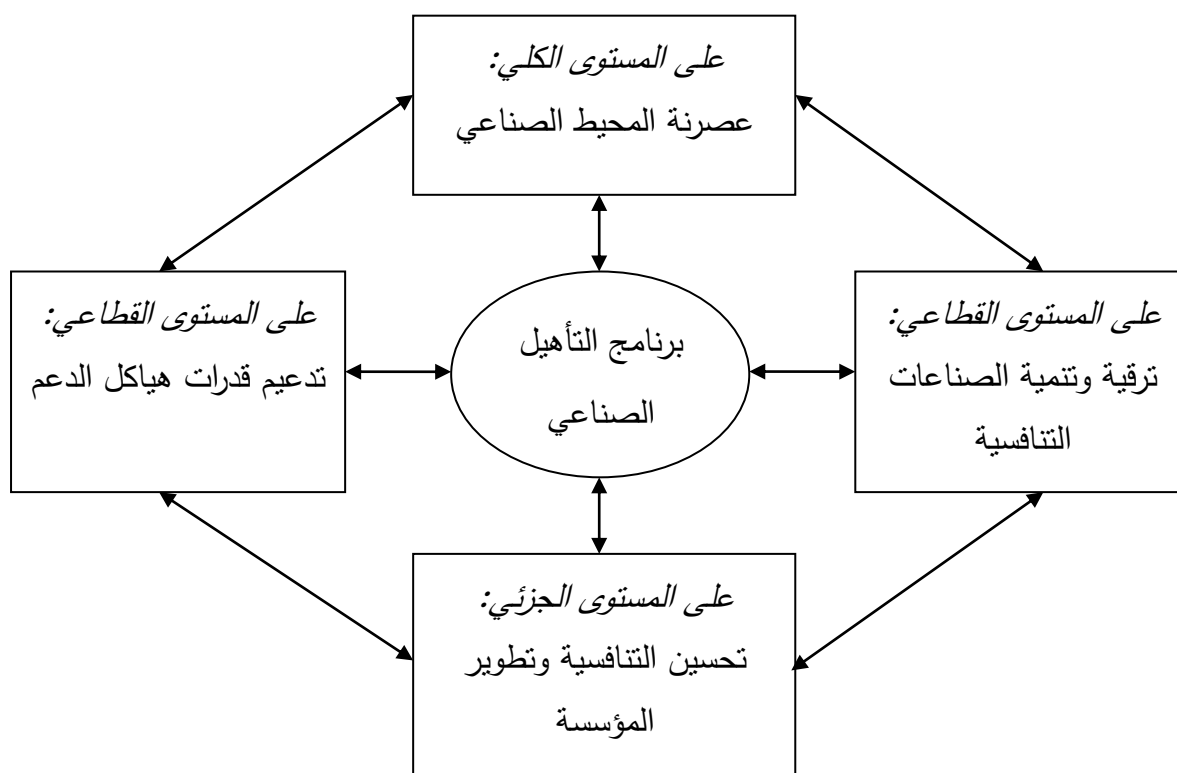 على المستوى الكلي:
عصرنة المحيط الصناعي
على المستوى القطاعي:
ترقية وتنمية الصناعات
التنافسية
برنامج التأهيل
الصناعي
على المستوى القطاعي:
تدعيم قدرات هياكل الدعم
على المستوى الجزئي:
تحسين التنافسية وتطوير
المؤسسة